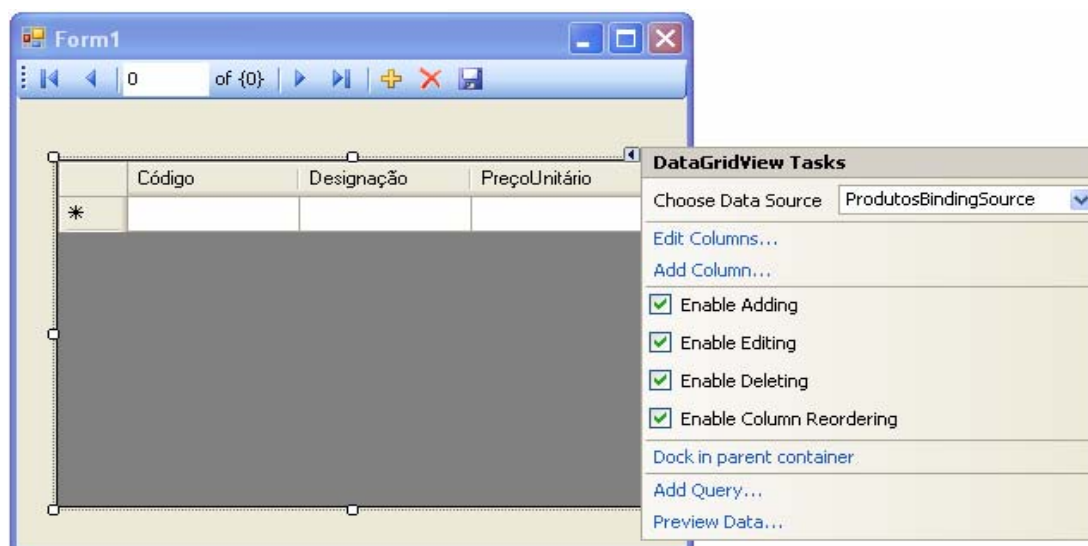 Form1
0 of {0}
Código Designação PreçoUnitário
DataGridView Tasks
Choose Data Source ProdutosBindingSource
Edit Columns...
Add Column...
Enable Adding
Enable Editing
Enable Deleting
Enable Column Reordering
Dock in parent container
Add Query...
Preview Data...